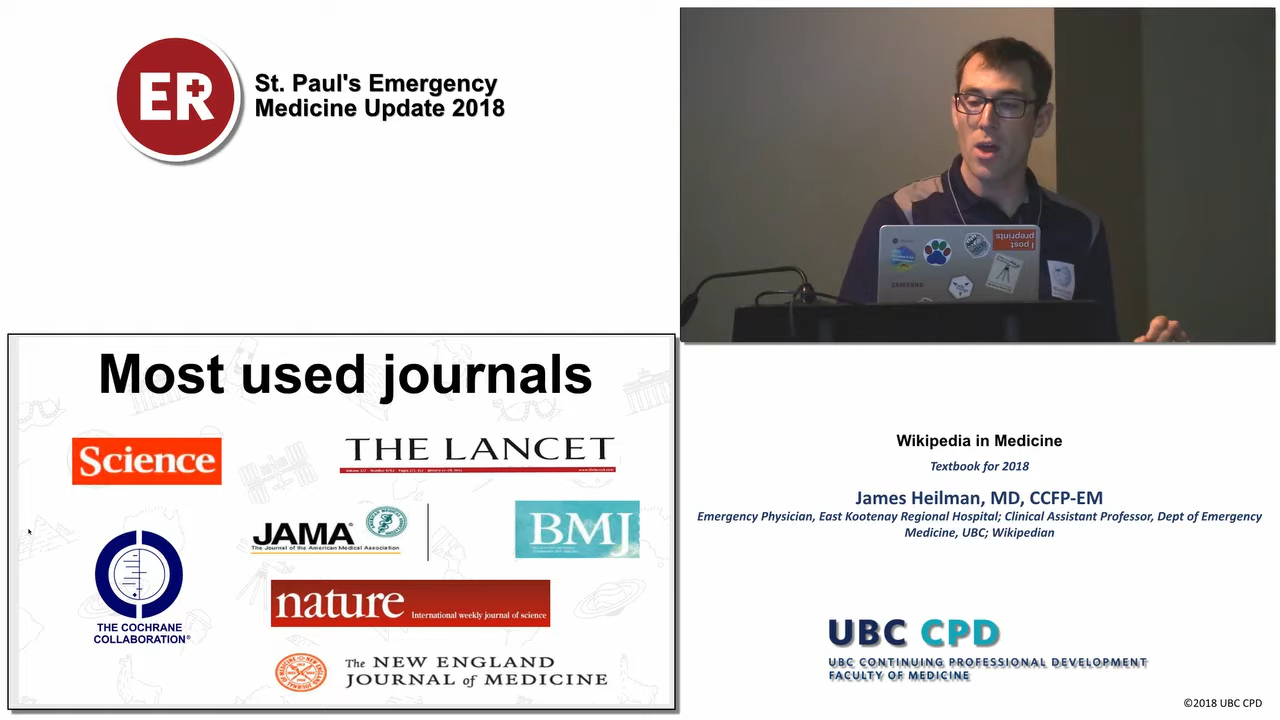 ER
St. Paul's Emergency
Medicine Update 2018
I post
preprints
SAMSUNG
Most used journals
Science
THE LANCET
www.thelancet.com
JAMA®
The Journal of the American Medical Association
BMJ
THE COCHRANE
COLLABORATION®
nature International weekly journal of science
The NEW ENGLAND
JOURNAL of MEDICINE
Wikipedia in Medicine
Textbook for 2018
James Heilman, MD, CCFP-EM
Emergency Physician, East Kootenay Regional Hospital; Clinical Assistant Professor, Dept of Emergency
Medicine, UBC; Wikipedian
UBC CPD
UBC CONTINUING PROFESSIONAL DEVELOPMENT
FACULTY OF MEDICINE
©2018 UBC CPD